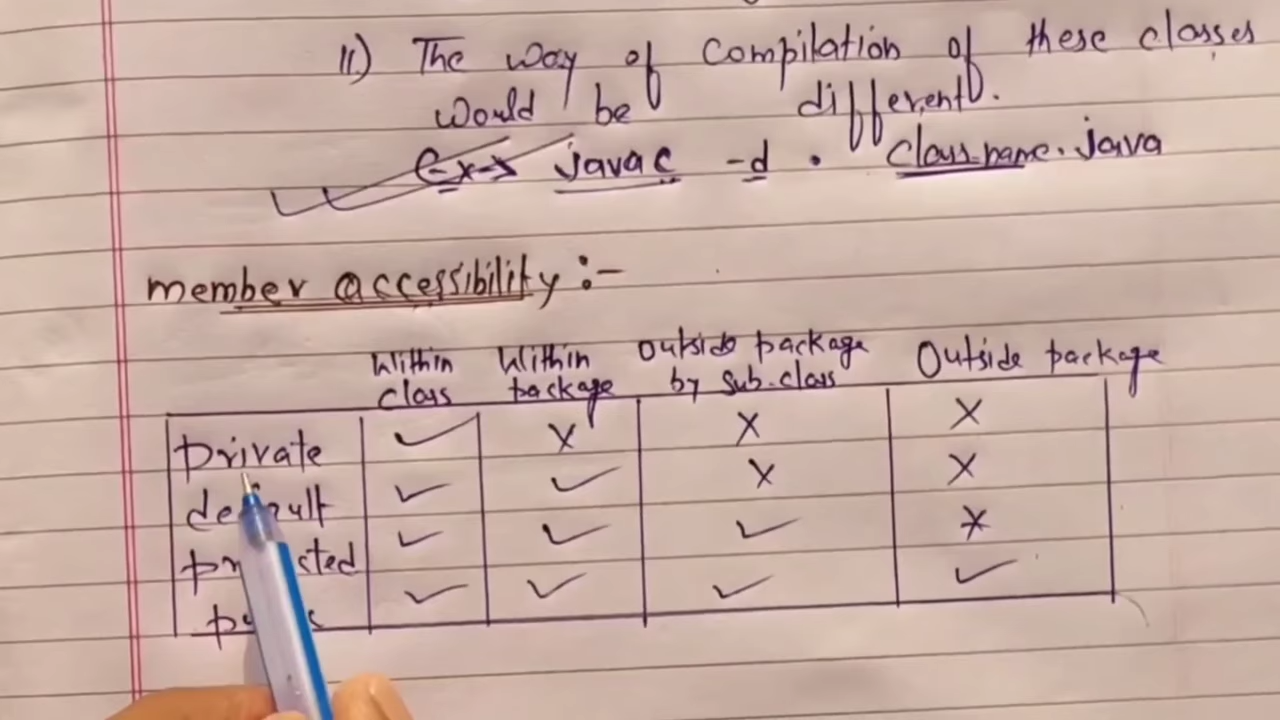 11) The way of compilation of these classes
would be different.
Ex→ javac -d . Class-name.java
member accessibility :-
Within class Within package Outside package by sub-class Outside package
private ✓ X X X
default ✓ ✓ X X
✓ ✓ ✓ X
✓ ✓ ✓ ✓